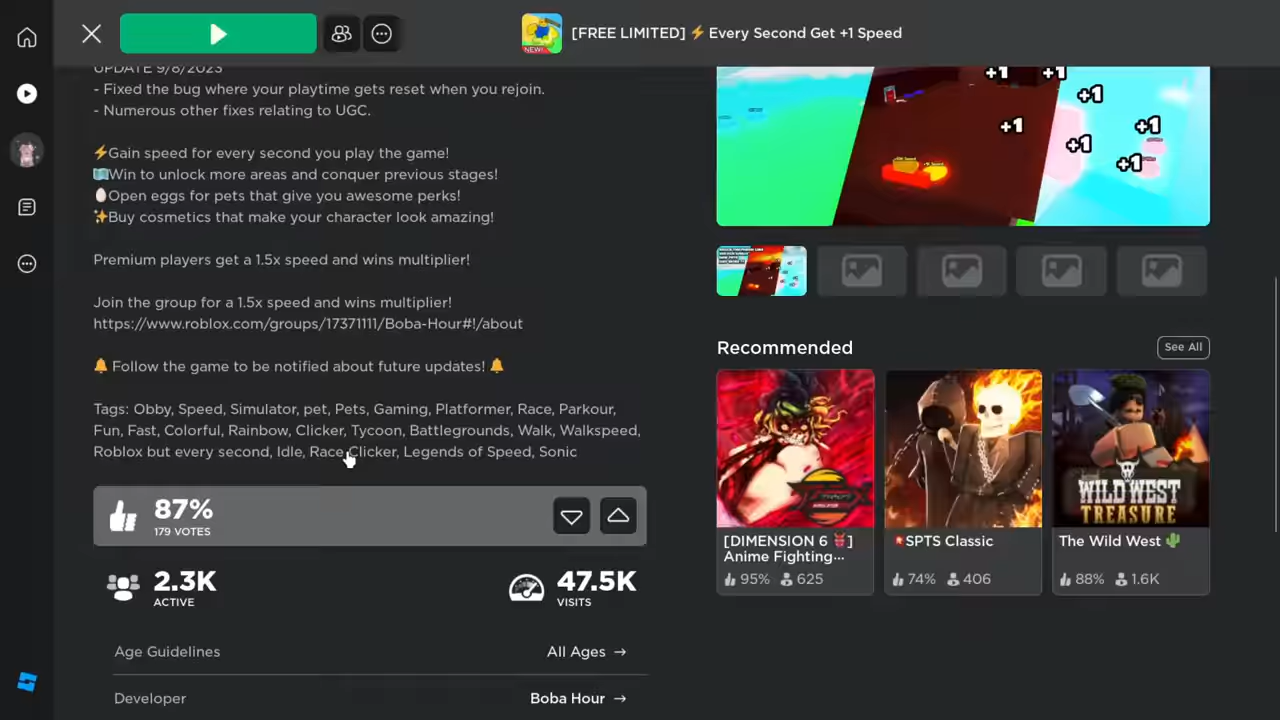 [FREE LIMITED] ⚡ Every Second Get +1 Speed
NEW!
UPDATE 9/8/2023
- Fixed the bug where your playtime gets reset when you rejoin.
- Numerous other fixes relating to UGC.
⚡Gain speed for every second you play the game!
🗺️Win to unlock more areas and conquer previous stages!
🥚Open eggs for pets that give you awesome perks!
✨Buy cosmetics that make your character look amazing!
Premium players get a 1.5x speed and wins multiplier!
Join the group for a 1.5x speed and wins multiplier!
https://www.roblox.com/groups/17371111/Boba-Hour#!/about
🔔 Follow the game to be notified about future updates! 🔔
Tags: Obby, Speed, Simulator, pet, Pets, Gaming, Platformer, Race, Parkour,
Fun, Fast, Colorful, Rainbow, Clicker, Tycoon, Battlegrounds, Walk, Walkspeed,
Roblox but every second, Idle, Race Clicker, Legends of Speed, Sonic
87%
179 VOTES
2.3K
ACTIVE
47.5K
VISITS
Age Guidelines
All Ages →
Developer
Boba Hour →
+1
+1
+1
+1
+1
+1
+1
Recommended
See All
WILD WEST
TREASURE
[DIMENSION 6 👹]
Anime Fighting...
95% 625
💥SPTS Classic
74% 406
The Wild West 🌵
88% 1.6K